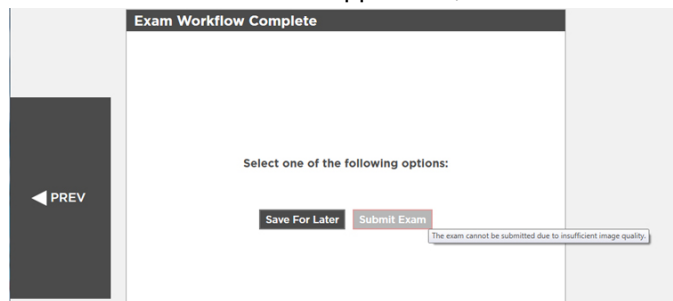 Exam Workflow Complete
Select one of the following options:
PREV
Save For Later
Submit Exam
The exam cannot be submitted due to insufficient image quality.